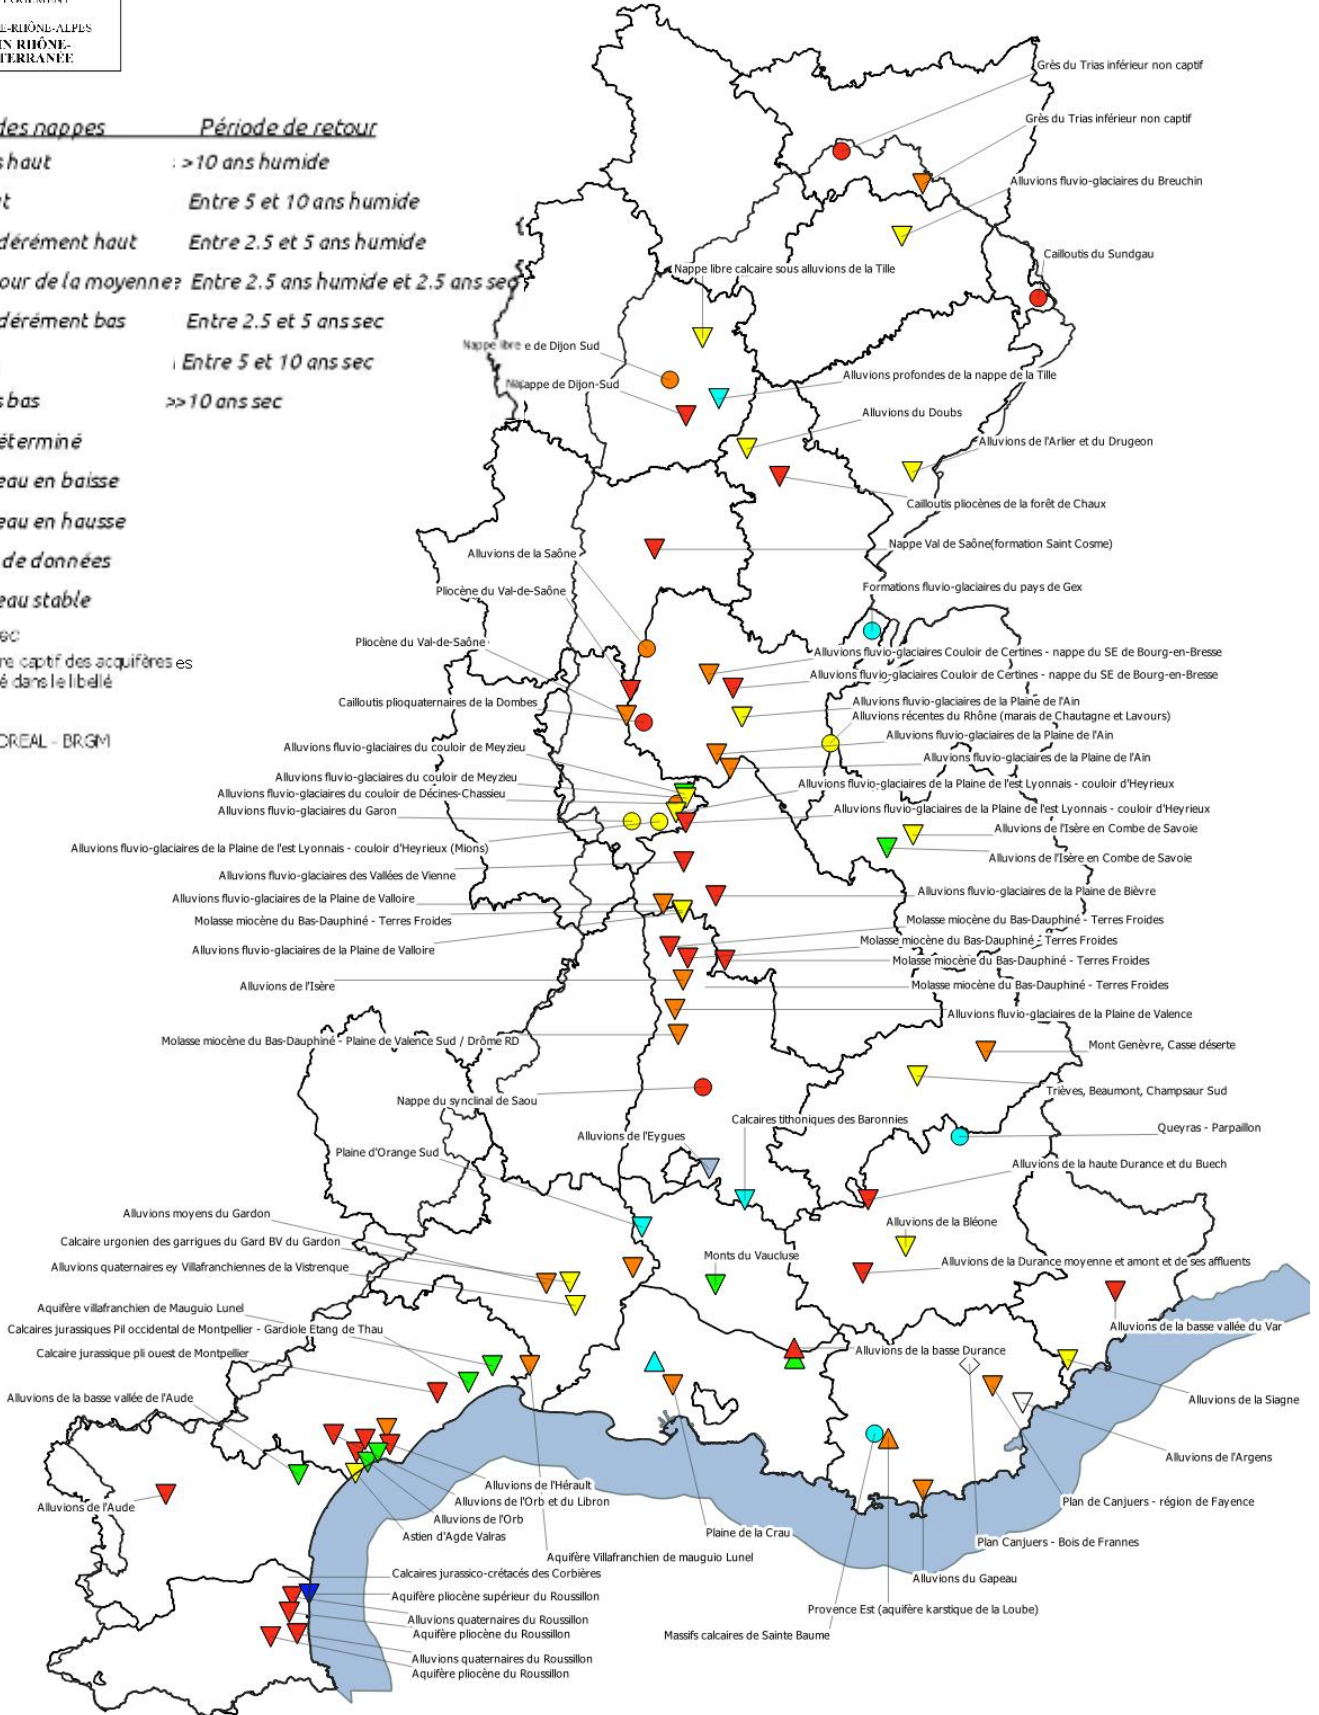 E-RHÔNE-ALPES
IN RHÔNE-
TERRANÉE
des nappes Période de retour
s haut >10 ans humide
t Entre 5 et 10 ans humide
dérément haut Entre 2.5 et 5 ans humide
our de la moyenne Entre 2.5 ans humide et 2.5 ans sec
dérément bas Entre 2.5 et 5 ans sec
Entre 5 et 10 ans sec
s bas >>10 ans sec
éterminé
eau en baisse
eau en hausse
de données
eau stable
re captif des acquifères es
é dans le libellé
DREAL - BRGM
Grès du Trias inférieur non captif
Grès du Trias inférieur non captif
Alluvions fluvio-glaciaires du Breuchin
Cailloutis du Sundgau
Nappe libre calcaire sous alluvions de la Tille
Nappe libre e de Dijon Sud
Alluvions profondes de la nappe de la Tille
Nappe de Dijon-Sud
Alluvions du Doubs
Alluvions de l'Arlier et du Drugeon
Cailloutis pliocènes de la forêt de Chaux
Nappe Val de Saône(formation Saint Cosme)
Alluvions de la Saône
Formations fluvio-glaciaires du pays de Gex
Pliocène du Val-de-Saône
Pliocène du Val-de-Saône
Alluvions fluvio-glaciaires Couloir de Certines - nappe du SE de Bourg-en-Bresse
Alluvions fluvio-glaciaires Couloir de Certines - nappe du SE de Bourg-en-Bresse
Cailloutis plioquaternaires de la Dombes
Alluvions fluvio-glaciaires de la Plaine de l'Ain
Alluvions récentes du Rhône (marais de Chautagne et Lavours)
Alluvions fluvio-glaciaires de la Plaine de l'Ain
Alluvions fluvio-glaciaires du couloir de Meyzieu
Alluvions fluvio-glaciaires de la Plaine de l'Ain
Alluvions fluvio-glaciaires du couloir de Meyzieu
Alluvions fluvio-glaciaires de la Plaine de l'est Lyonnais - couloir d'Heyrieux
Alluvions fluvio-glaciaires du couloir de Décines-Chassieu
Alluvions fluvio-glaciaires du Garon
Alluvions fluvio-glaciaires de la Plaine de l'est Lyonnais - couloir d'Heyrieux
Alluvions de l'Isère en Combe de Savoie
Alluvions fluvio-glaciaires de la Plaine de l'est Lyonnais - couloir d'Heyrieux (Mions)
Alluvions de l'Isère en Combe de Savoie
Alluvions fluvio-glaciaires des Vallées de Vienne
Alluvions fluvio-glaciaires de la Plaine de Bièvre
Alluvions fluvio-glaciaires de la Plaine de Valloire
Molasse miocène du Bas-Dauphiné - Terres Froides
Molasse miocène du Bas-Dauphiné - Terres Froides
Molasse miocène du Bas-Dauphiné - Terres Froides
Alluvions fluvio-glaciaires de la Plaine de Valloire
Molasse miocène du Bas-Dauphiné - Terres Froides
Alluvions de l'Isère
Molasse miocène du Bas-Dauphiné - Terres Froides
Alluvions fluvio-glaciaires de la Plaine de Valence
Molasse miocène du Bas-Dauphiné - Plaine de Valence Sud / Drôme RD
Mont Genèvre, Casse déserte
Trièves, Beaumont, Champsaur Sud
Nappe du synclinal de Saou
Calcaires tithoniques des Baronnies
Queyras - Parpaillon
Alluvions de l'Eygues
Plaine d'Orange Sud
Alluvions de la haute Durance et du Buech
Alluvions moyens du Gardon
Alluvions de la Bléone
Calcaire urgonien des garrigues du Gard BV du Gardon
Monts du Vaucluse
Alluvions de la Durance moyenne et amont et de ses affluents
Alluvions quaternaires ey Villafranchiennes de la Vistrenque
Aquifère villafranchien de Mauguio Lunel
Alluvions de la basse vallée du Var
Calcaires jurassiques Pil occidental de Montpellier - Gardiole Etang de Thau
Alluvions de la basse Durance
Calcaire jurassique pli ouest de Montpellier
Alluvions de la basse vallée de l'Aude
Alluvions de la Siagne
Alluvions de l'Argens
Alluvions de l'Hérault
Alluvions de l'Orb et du Libron
Plan de Canjuers - région de Fayence
Alluvions de l'Aude
Alluvions de l'Orb
Astien d'Agde Valras
Plaine de la Crau
Plan Canjuers - Bois de Frannes
Aquifère Villafranchien de mauguio Lunel
Calcaires jurassico-crétacés des Corbières
Alluvions du Gapeau
Aquifère pliocène supérieur du Roussillon
Provence Est (aquifère karstique de la Loube)
Alluvions quaternaires du Roussillon
Aquifère pliocène du Roussillon
Massifs calcaires de Sainte Baume
Alluvions quaternaires du Roussillon
Aquifère pliocène du Roussillon